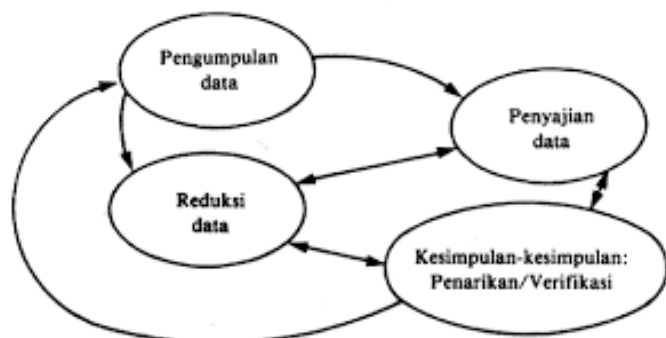 Pengumpulan
data
Penyajian
data
Reduksi
data
Kesimpulan-kesimpulan:
Penarikan/Verifikasi